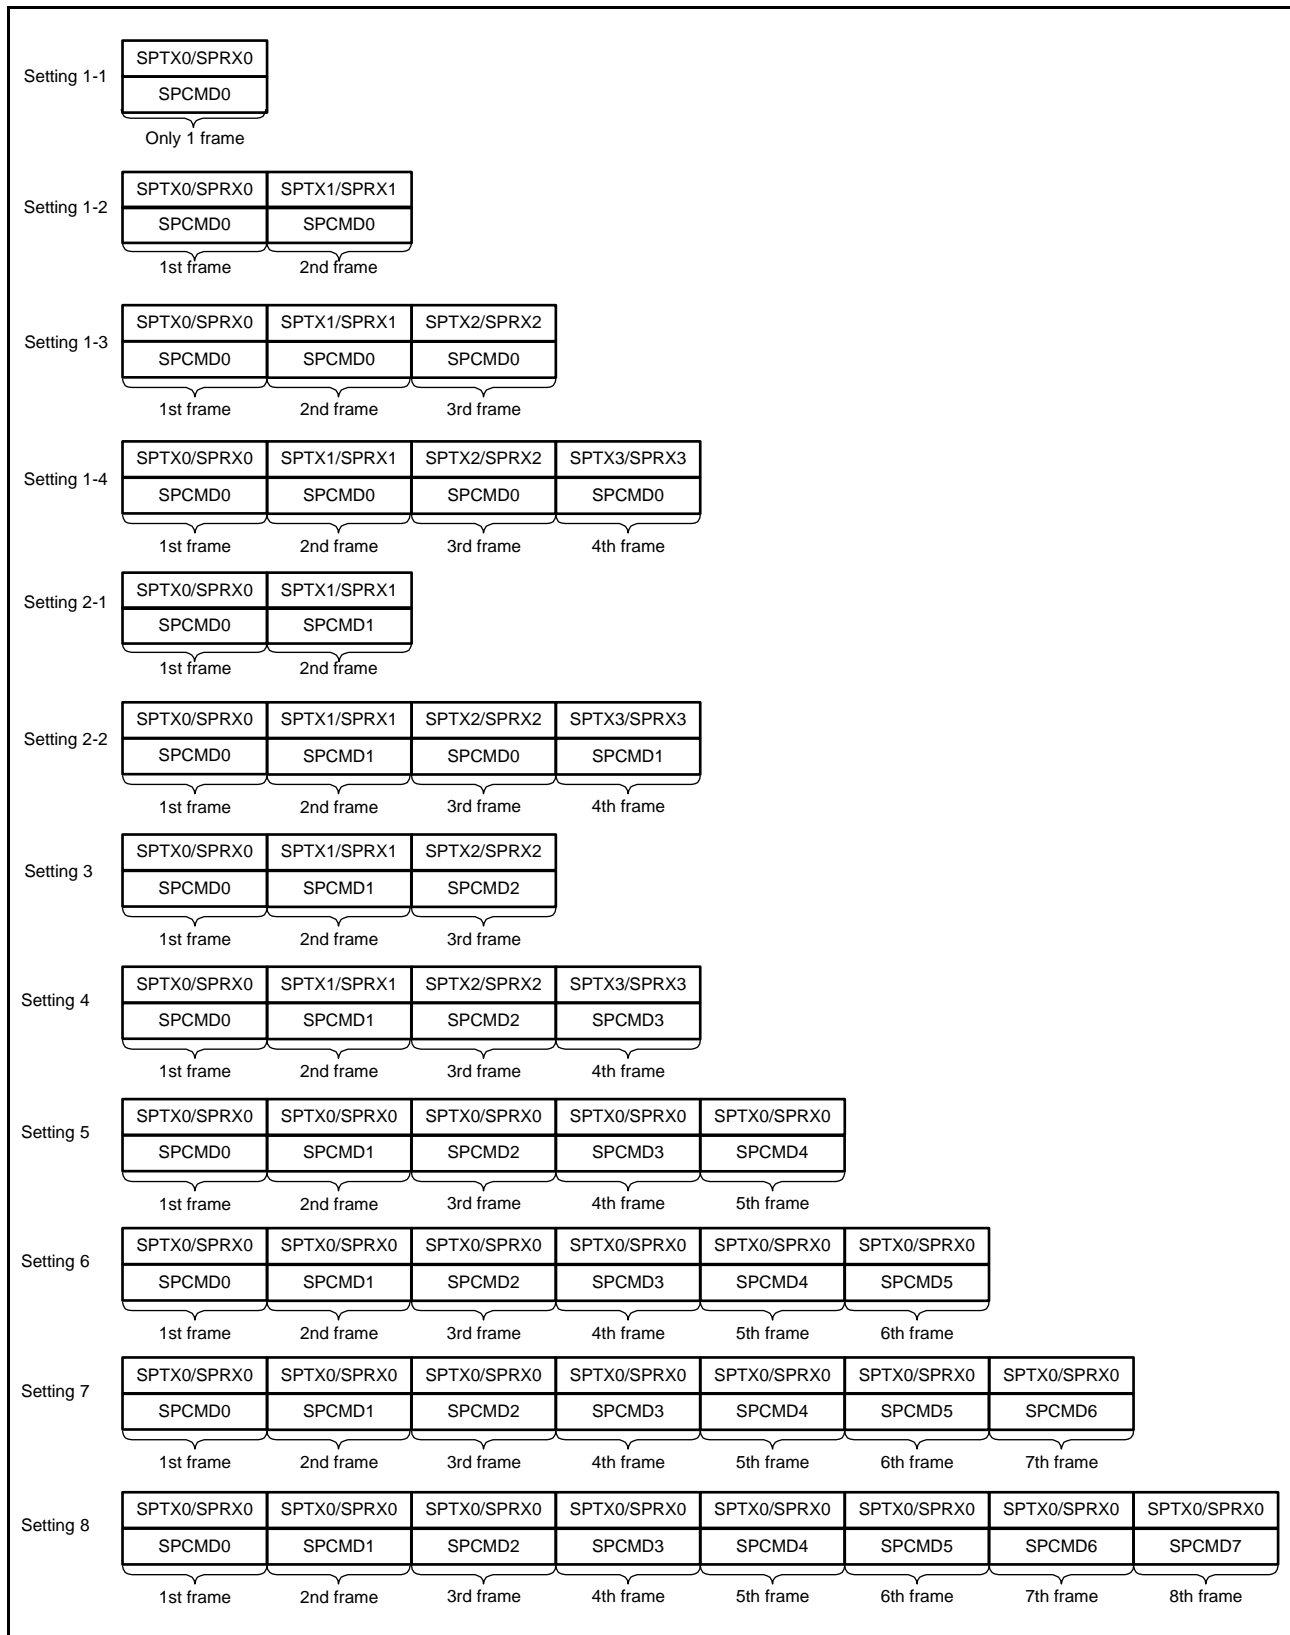 Setting 1-1
SPTX0/SPRX0
SPCMD0
Only 1 frame
Setting 1-2
SPTX0/SPRX0 SPTX1/SPRX1
SPCMD0 SPCMD0
1st frame 2nd frame
Setting 1-3
SPTX0/SPRX0 SPTX1/SPRX1 SPTX2/SPRX2
SPCMD0 SPCMD0 SPCMD0
1st frame 2nd frame 3rd frame
Setting 1-4
SPTX0/SPRX0 SPTX1/SPRX1 SPTX2/SPRX2 SPTX3/SPRX3
SPCMD0 SPCMD0 SPCMD0 SPCMD0
1st frame 2nd frame 3rd frame 4th frame
Setting 2-1
SPTX0/SPRX0 SPTX1/SPRX1
SPCMD0 SPCMD1
1st frame 2nd frame
Setting 2-2
SPTX0/SPRX0 SPTX1/SPRX1 SPTX2/SPRX2 SPTX3/SPRX3
SPCMD0 SPCMD1 SPCMD0 SPCMD1
1st frame 2nd frame 3rd frame 4th frame
Setting 3
SPTX0/SPRX0 SPTX1/SPRX1 SPTX2/SPRX2
SPCMD0 SPCMD1 SPCMD2
1st frame 2nd frame 3rd frame
Setting 4
SPTX0/SPRX0 SPTX1/SPRX1 SPTX2/SPRX2 SPTX3/SPRX3
SPCMD0 SPCMD1 SPCMD2 SPCMD3
1st frame 2nd frame 3rd frame 4th frame
Setting 5
SPTX0/SPRX0 SPTX0/SPRX0 SPTX0/SPRX0 SPTX0/SPRX0 SPTX0/SPRX0
SPCMD0 SPCMD1 SPCMD2 SPCMD3 SPCMD4
1st frame 2nd frame 3rd frame 4th frame 5th frame
Setting 6
SPTX0/SPRX0 SPTX0/SPRX0 SPTX0/SPRX0 SPTX0/SPRX0 SPTX0/SPRX0 SPTX0/SPRX0
SPCMD0 SPCMD1 SPCMD2 SPCMD3 SPCMD4 SPCMD5
1st frame 2nd frame 3rd frame 4th frame 5th frame 6th frame
Setting 7
SPTX0/SPRX0 SPTX0/SPRX0 SPTX0/SPRX0 SPTX0/SPRX0 SPTX0/SPRX0 SPTX0/SPRX0 SPTX0/SPRX0
SPCMD0 SPCMD1 SPCMD2 SPCMD3 SPCMD4 SPCMD5 SPCMD6
1st frame 2nd frame 3rd frame 4th frame 5th frame 6th frame 7th frame
Setting 8
SPTX0/SPRX0 SPTX0/SPRX0 SPTX0/SPRX0 SPTX0/SPRX0 SPTX0/SPRX0 SPTX0/SPRX0 SPTX0/SPRX0 SPTX0/SPRX0
SPCMD0 SPCMD1 SPCMD2 SPCMD3 SPCMD4 SPCMD5 SPCMD6 SPCMD7
1st frame 2nd frame 3rd frame 4th frame 5th frame 6th frame 7th frame 8th frame